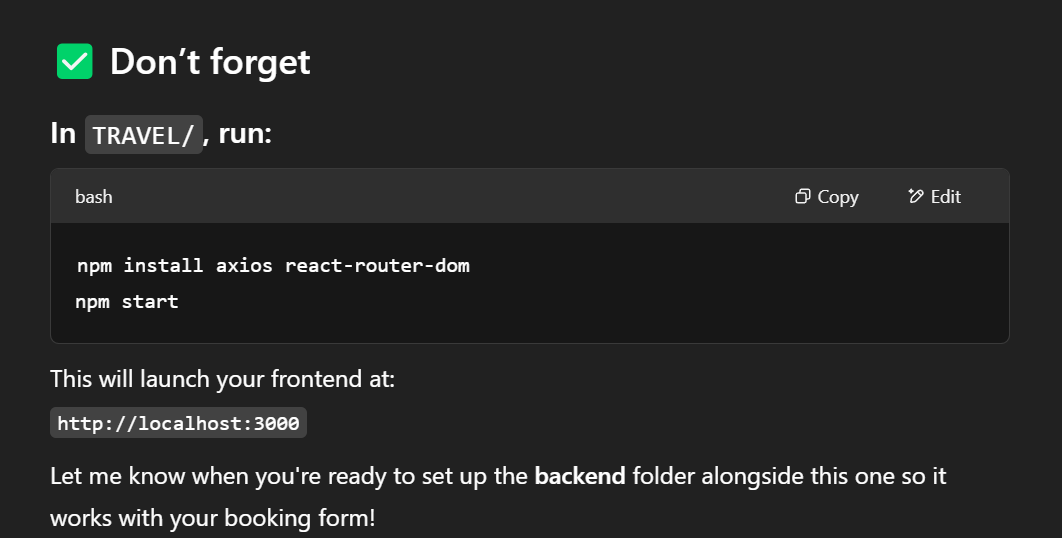 ✅ Don’t forget
In TRAVEL/, run:
bash Copy Edit
npm install axios react-router-dom
npm start
This will launch your frontend at:
http://localhost:3000
Let me know when you're ready to set up the backend folder alongside this one so it
works with your booking form!